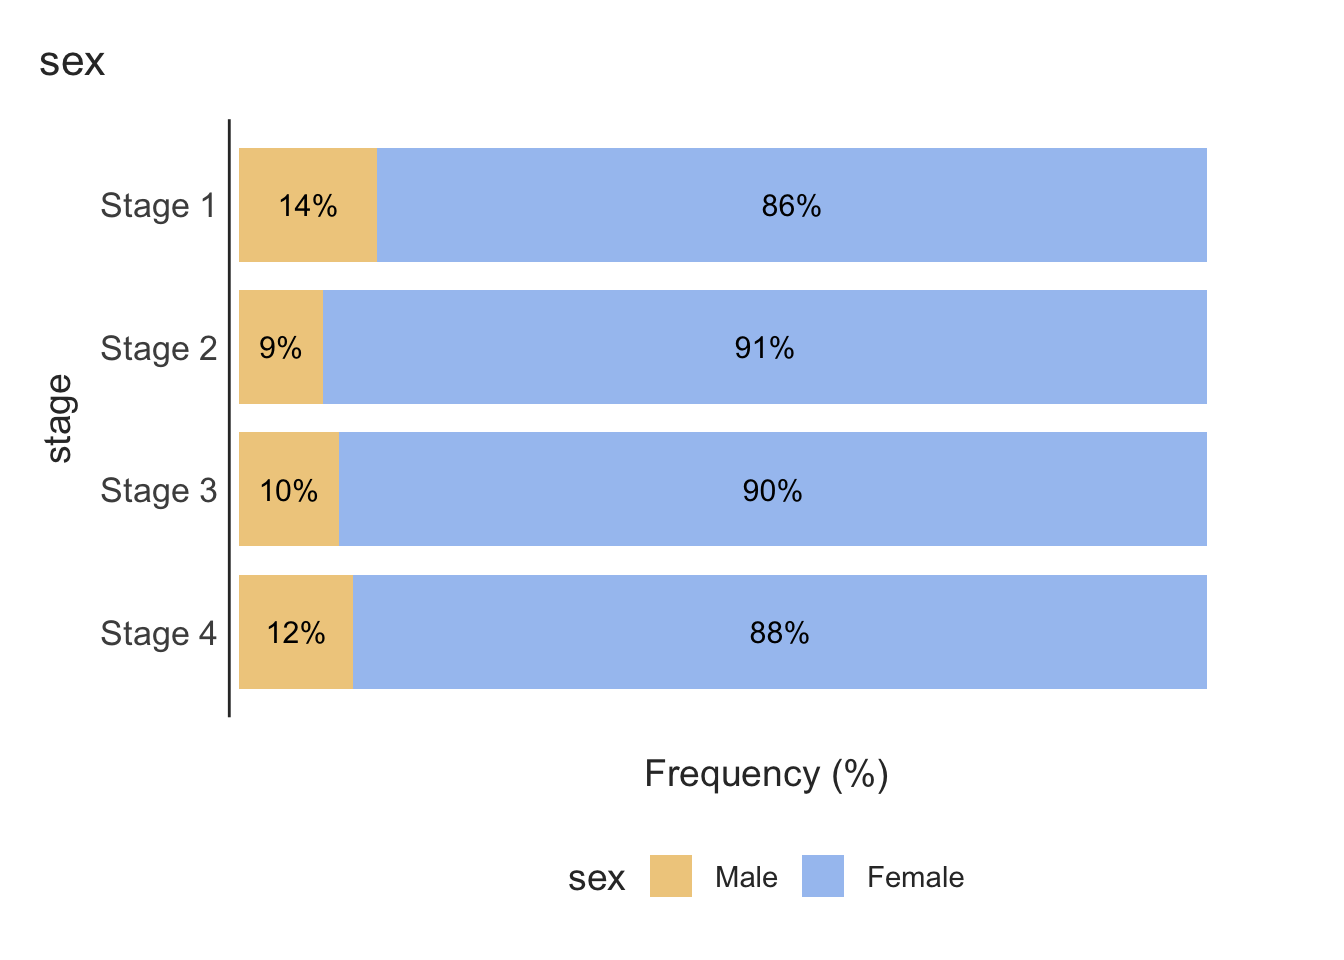 sex
Stage 1
14%
86%
Stage 2
9%
91%
stage
Stage 3
10%
90%
Stage 4
12%
88%
Frequency (%)
sex Male Female